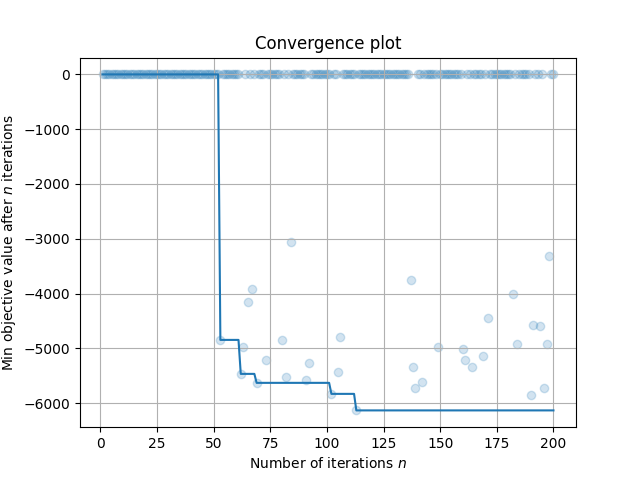 Convergence plot
Min objective value after n iterations
0
−1000
−2000
−3000
−4000
−5000
−6000
0 25 50 75 100 125 150 175 200
Number of iterations n